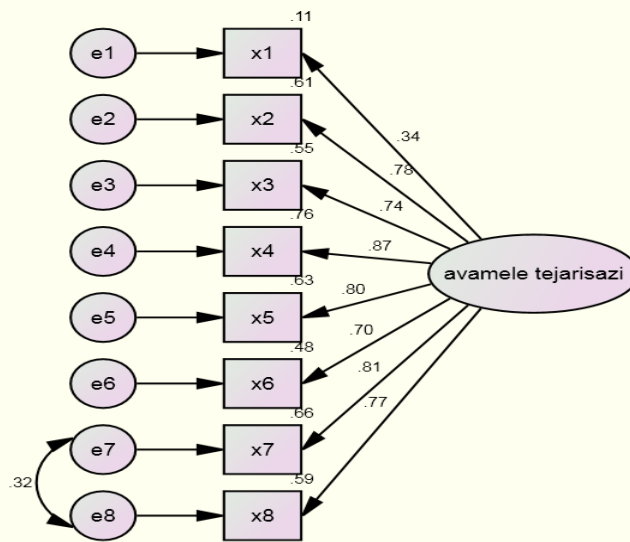 .11
e1 x1
.61
.34
e2 x2
.55
.78
e3 x3
.74
.76
e4 x4
.87
avamele tejarisazi
.63
e5 x5
.80
.48
.70
e6 x6
.81
.66
.77
e7 x7
.59
.32
e8 x8